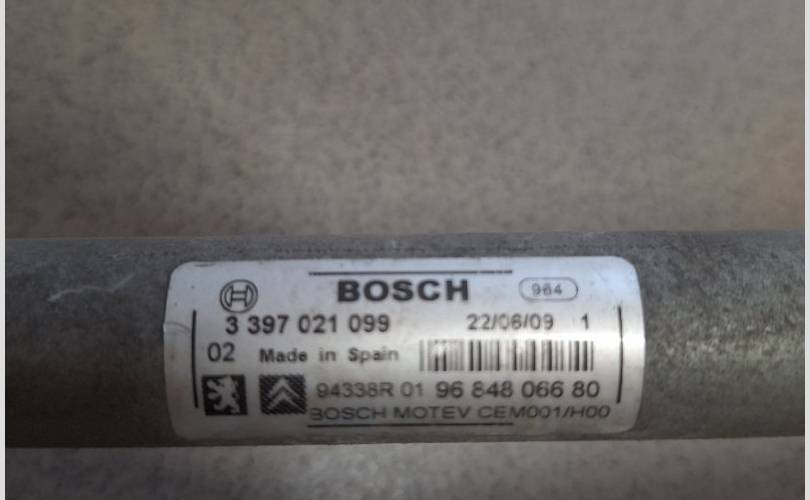 BOSCH 964
3 397 021 099 22/06/09 1
02 Made in Spain
94338R 01 96 848 066 80
BOSCH MOTEV CEM001/H00